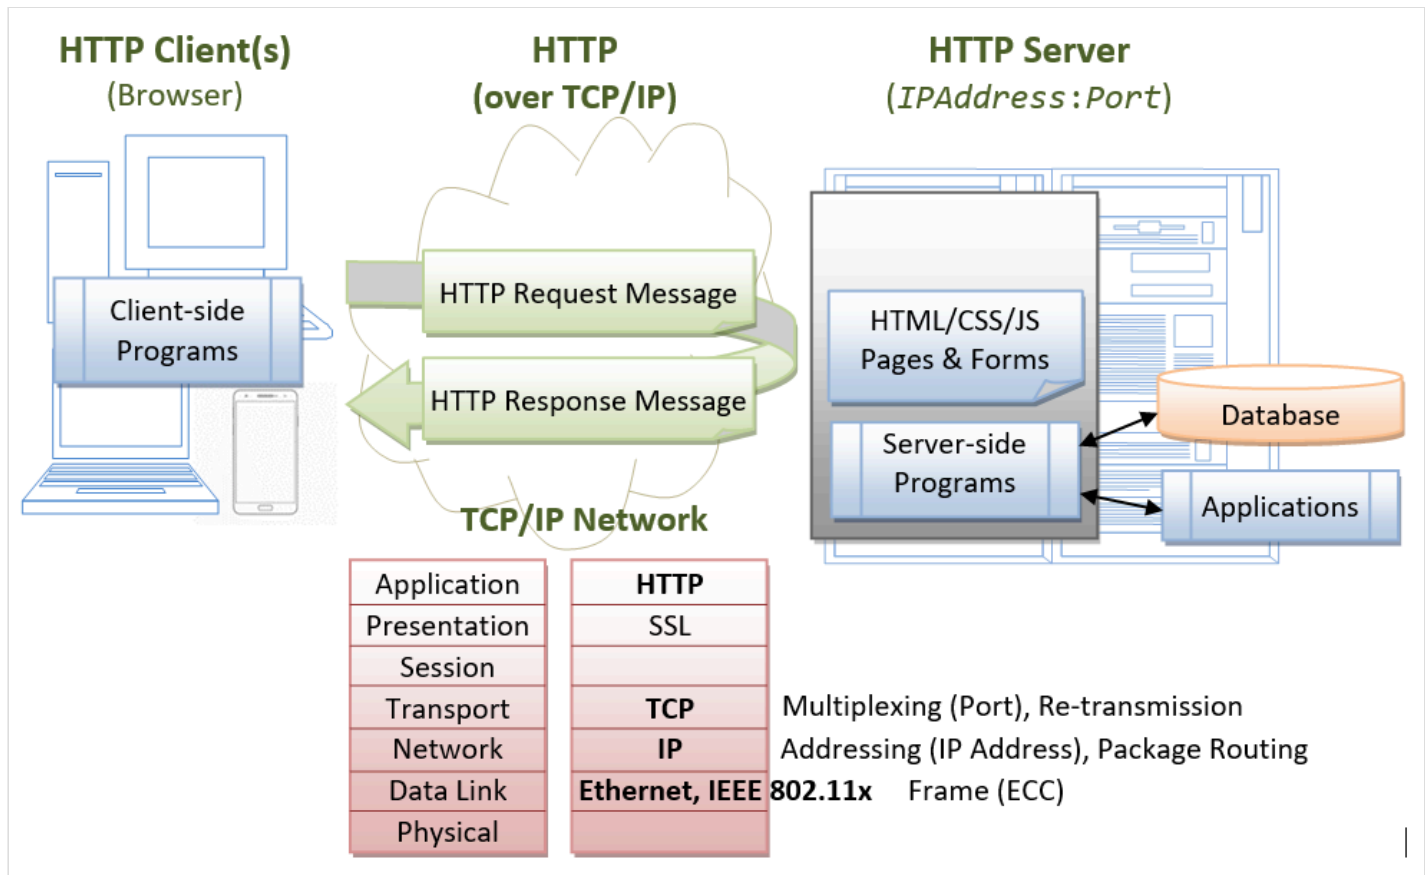 HTTP Client(s)
(Browser)
HTTP
(over TCP/IP)
HTTP Server
(IPAddress:Port)
Client-side
Programs
HTTP Request Message
HTTP Response Message
HTML/CSS/JS
Pages & Forms
Server-side
Programs
Database
Applications
TCP/IP Network
Application HTTP
Presentation SSL
Session
Transport TCP Multiplexing (Port), Re-transmission
Network IP Addressing (IP Address), Package Routing
Data Link Ethernet, IEEE 802.11x Frame (ECC)
Physical